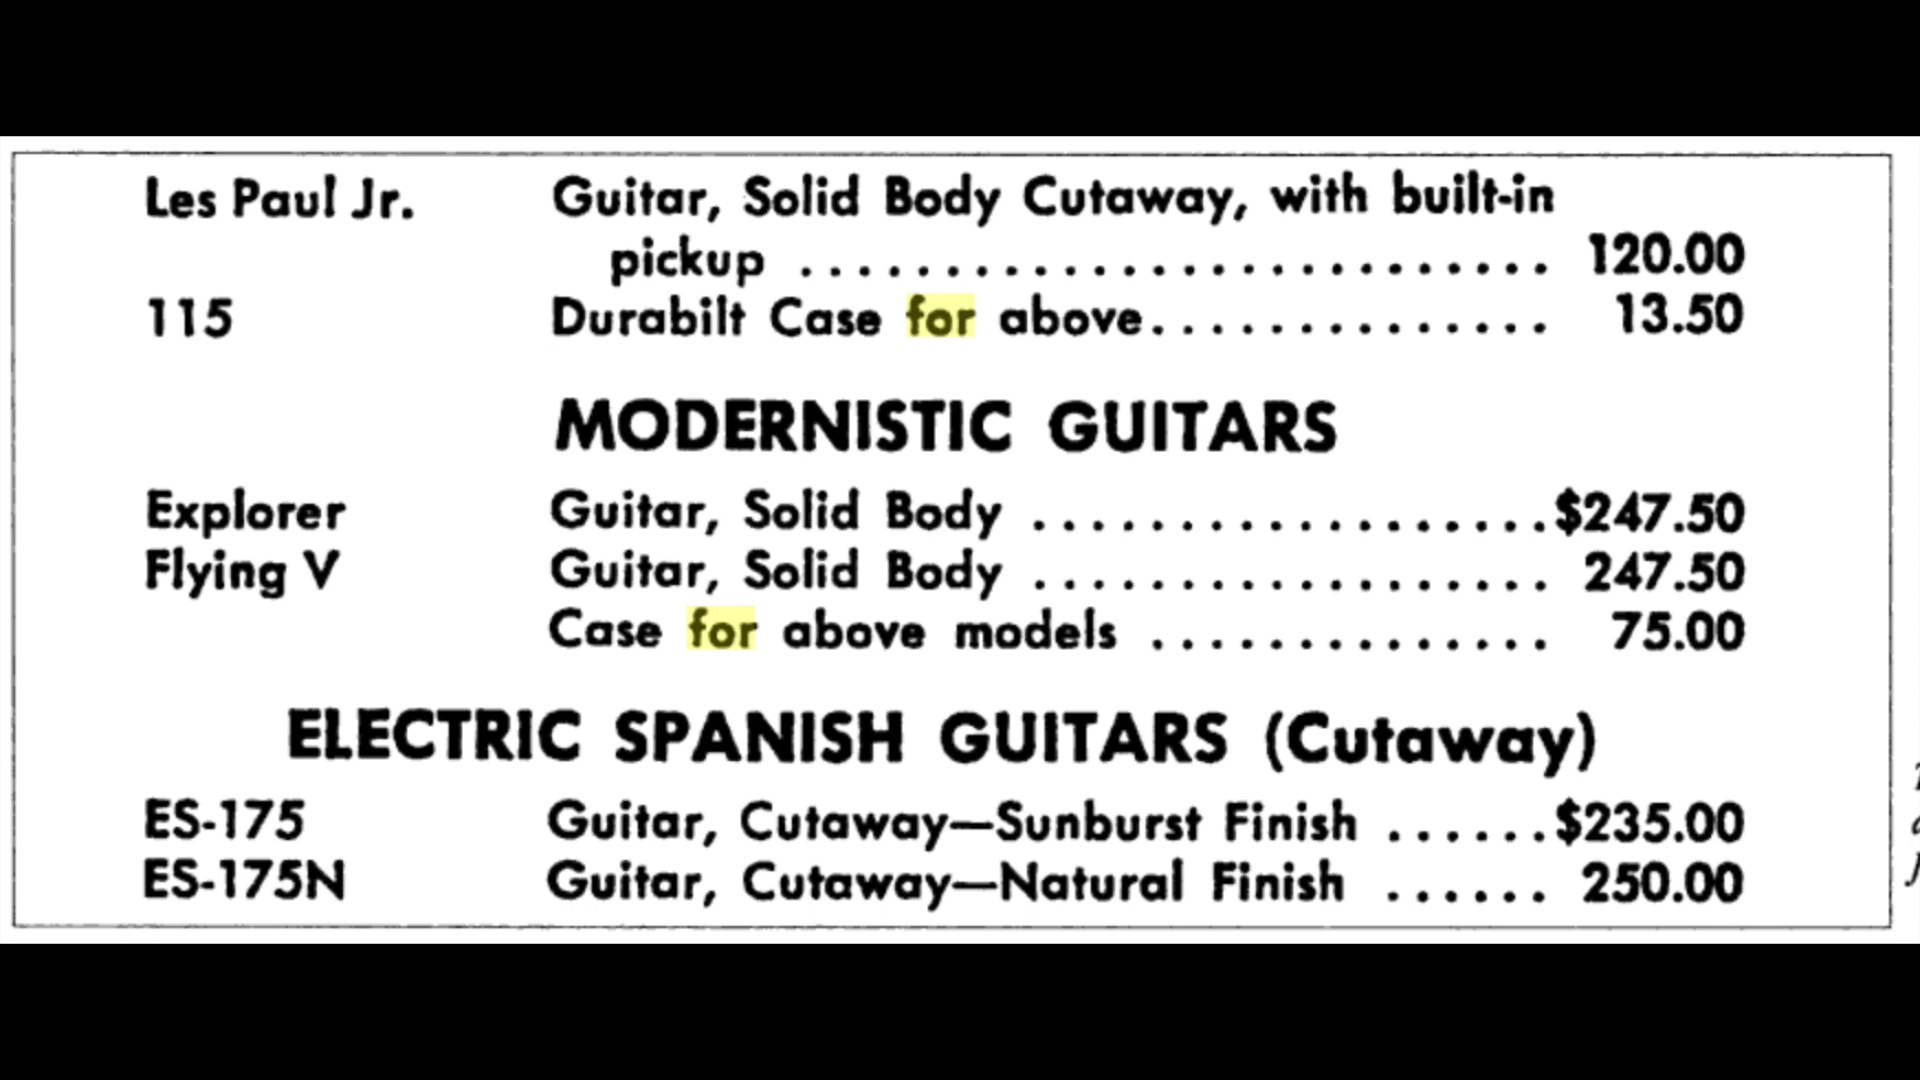 Les Paul Jr. Guitar, Solid Body Cutaway, with built-in
pickup .......................... 120.00
115 Durabilt Case for above.............. 13.50
MODERNISTIC GUITARS
Explorer Guitar, Solid Body ..................$247.50
Flying V Guitar, Solid Body .................. 247.50
Case for above models .............. 75.00
ELECTRIC SPANISH GUITARS (Cutaway)
ES-175 Guitar, Cutaway—Sunburst Finish ......$235.00
ES-175N Guitar, Cutaway—Natural Finish ...... 250.00